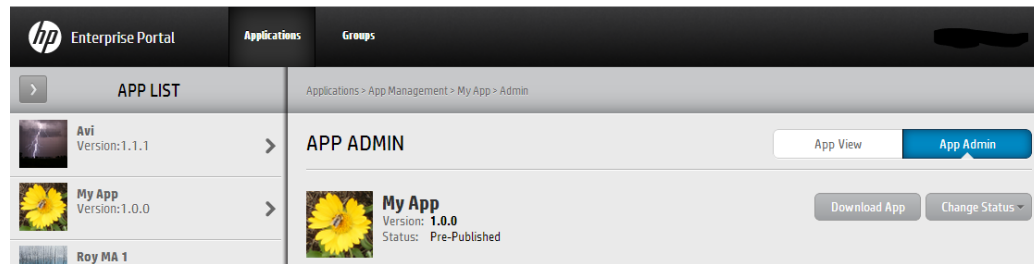 hp Enterprise Portal
Applications
Groups
APP LIST
Applications > App Management > My App > Admin
Avi
Version:1.1.1
My App
Version:1.0.0
Roy MA 1
APP ADMIN
App View
App Admin
My App
Version: 1.0.0
Status: Pre-Published
Download App
Change Status